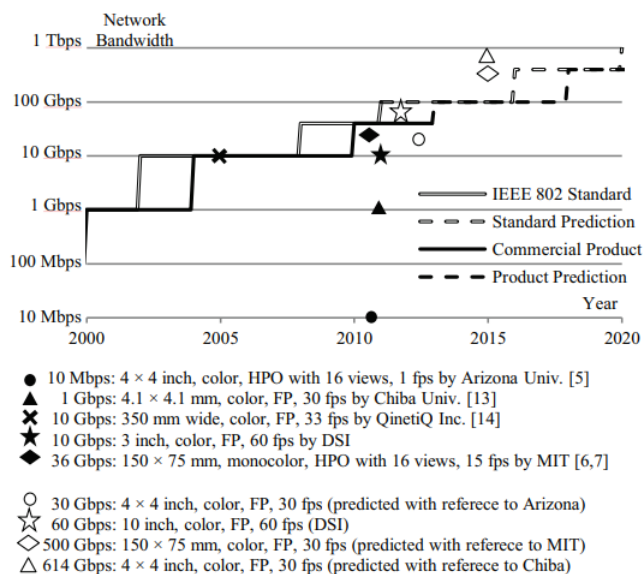 Network
Bandwidth
1 Tbps
100 Gbps
10 Gbps
1 Gbps
100 Mbps
10 Mbps
IEEE 802 Standard
Standard Prediction
Commercial Product
Product Prediction
Year
2000 2005 2010 2015 2020
10 Mbps: 4 × 4 inch, color, HPO with 16 views, 1 fps by Arizona Univ. [5]
1 Gbps: 4.1 × 4.1 mm, color, FP, 30 fps by Chiba Univ. [13]
10 Gbps: 350 mm wide, color, FP, 33 fps by QinetiQ Inc. [14]
10 Gbps: 3 inch, color, FP, 60 fps by DSI
36 Gbps: 150 × 75 mm, monocolor, HPO with 16 views, 15 fps by MIT [6,7]
30 Gbps: 4 × 4 inch, color, FP, 30 fps (predicted with referece to Arizona)
60 Gbps: 10 inch, color, FP, 60 fps (DSI)
500 Gbps: 150 × 75 mm, color, FP, 30 fps (predicted with referece to MIT)
614 Gbps: 4 × 4 inch, color, FP, 30 fps (predicted with referece to Chiba)